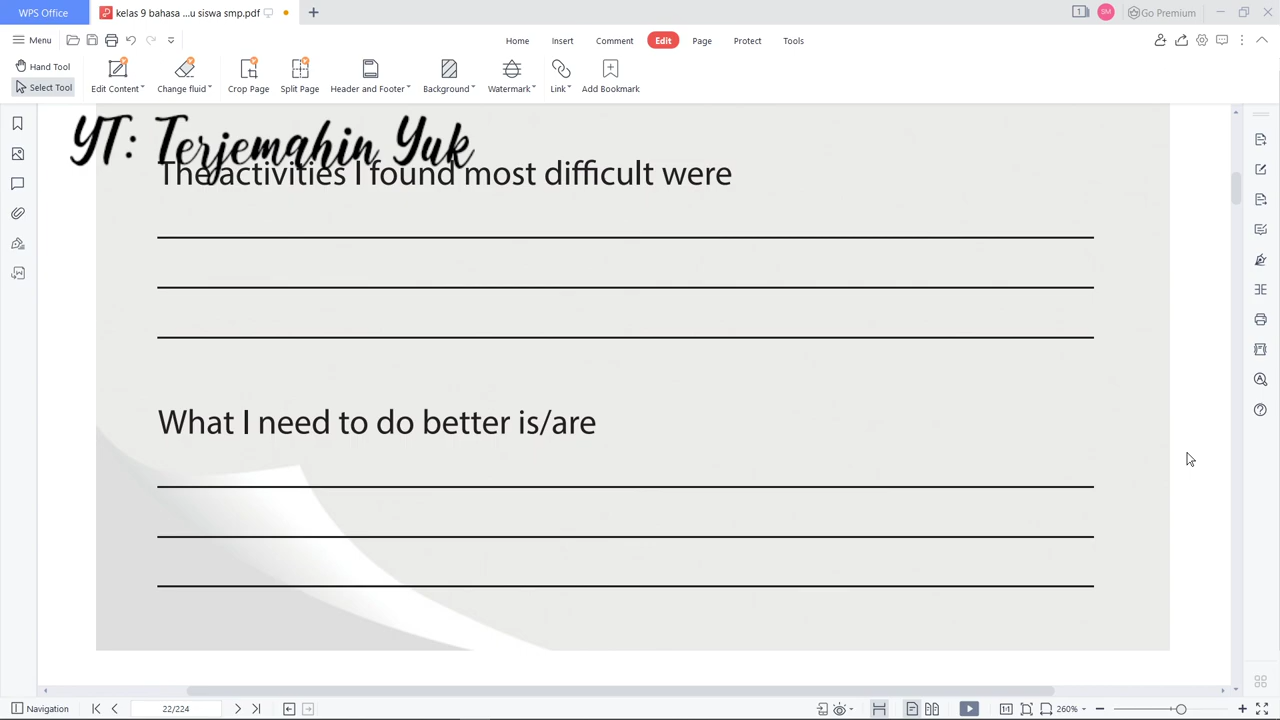 WPS Office
kelas 9 bahasa ...u siswa smp.pdf
1
SM
Go Premium
Menu
Home Insert Comment Edit Page Protect Tools
Hand Tool
Select Tool
Edit Content Change fluid Crop Page Split Page Header and Footer Background Watermark Link Add Bookmark
YT: Terjemahin Yuk
The activities I found most difficult were
What I need to do better is/are
Navigation 22/224 260%